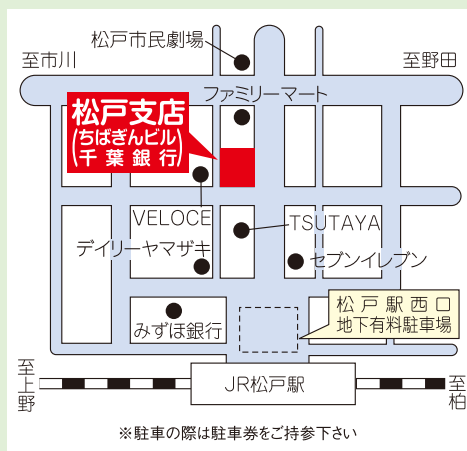 松戸市民劇場
至市川
至野田
ファミリーマート
松戸支店
(ちばぎんビル)
(千葉銀行)
VELOCE
TSUTAYA
デイリーヤマザキ
セブンイレブン
松戸駅西口
地下有料駐車場
みずほ銀行
至上野
JR松戸駅
至柏
※駐車の際は駐車券をご持参下さい